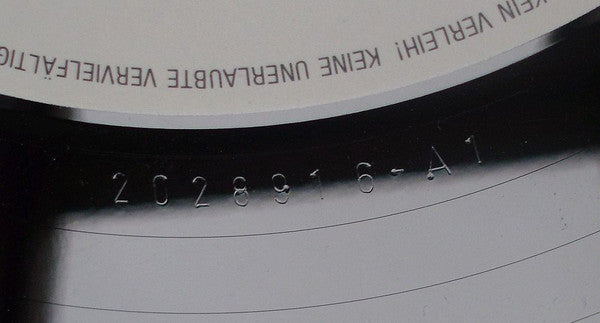 KEIN VERLEIH! KEINE UNERLAUBTE VERVIELFÄLTIG
2028916-A1